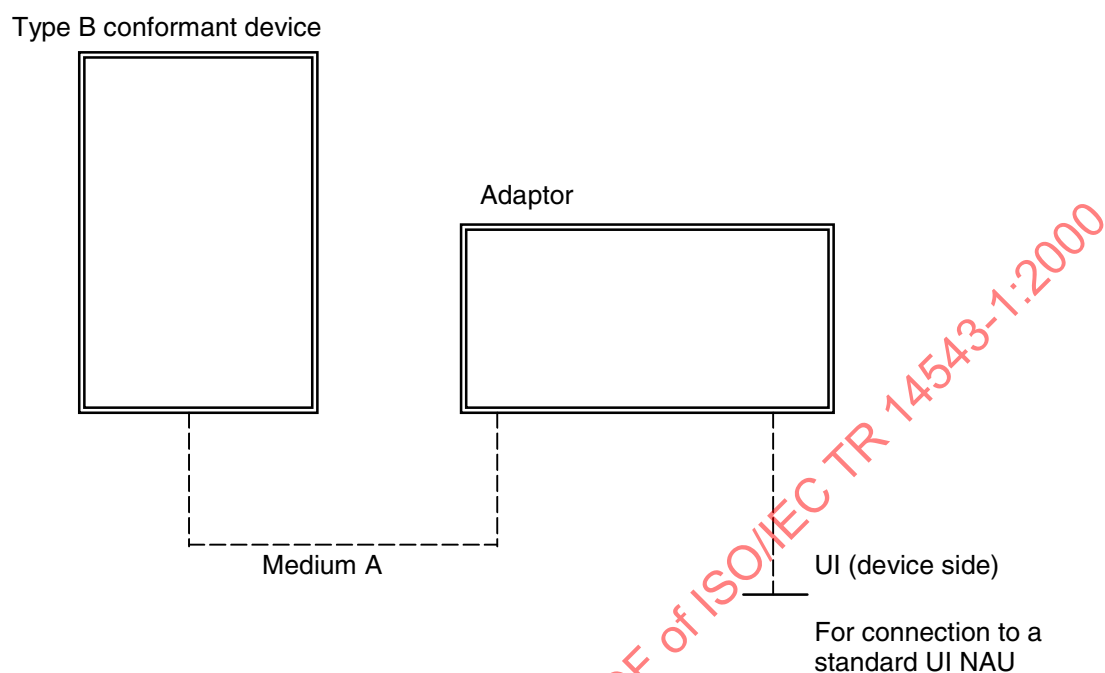 Type B conformant device
Adaptor
Medium A
UI (device side)
For connection to a
standard UI NAU
of ISO/IEC TR 14543-1:2000